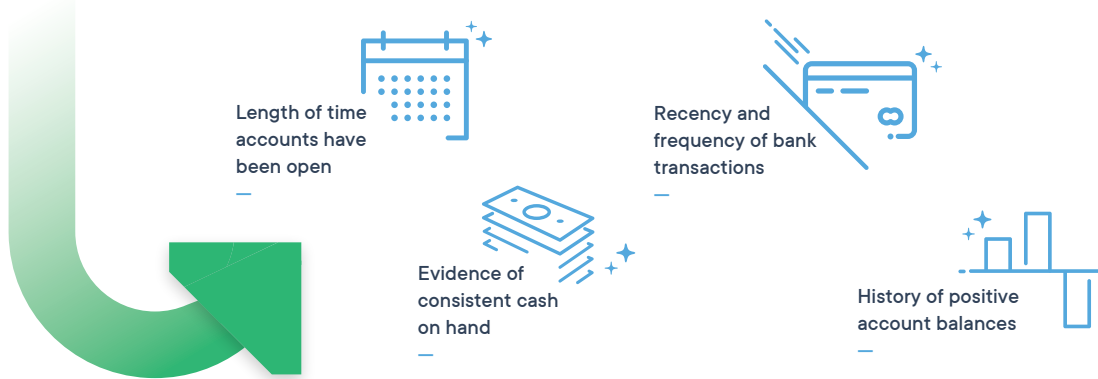 Length of time
accounts have
been open
Evidence of
consistent cash
on hand
Recency and
frequency of bank
transactions
History of positive
account balances